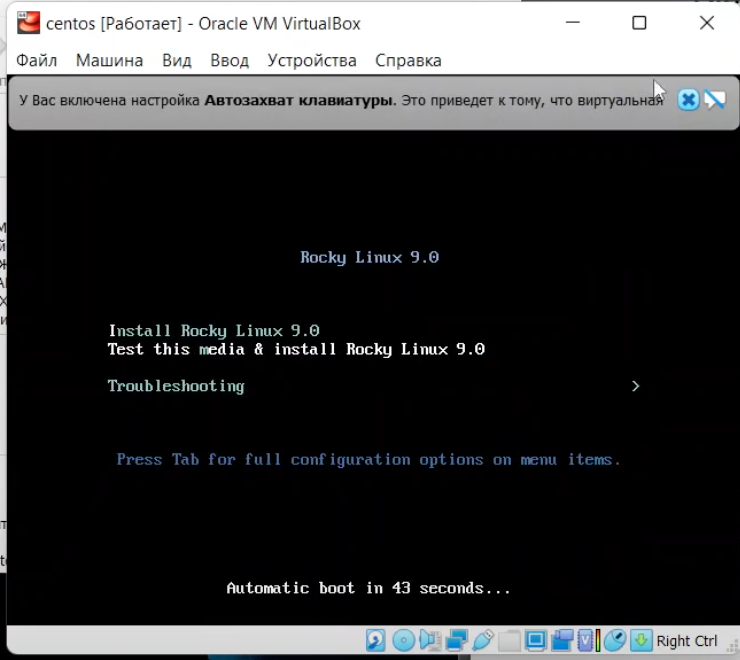 centos [Работает] - Oracle VM VirtualBox
Файл Машина Вид Ввод Устройства Справка
У Вас включена настройка Автозахват клавиатуры. Это приведет к тому, что виртуальная
Rocky Linux 9.0
Install Rocky Linux 9.0
Test this media & install Rocky Linux 9.0
Troubleshooting >
Press Tab for full configuration options on menu items.
Automatic boot in 43 seconds...
Right Ctrl